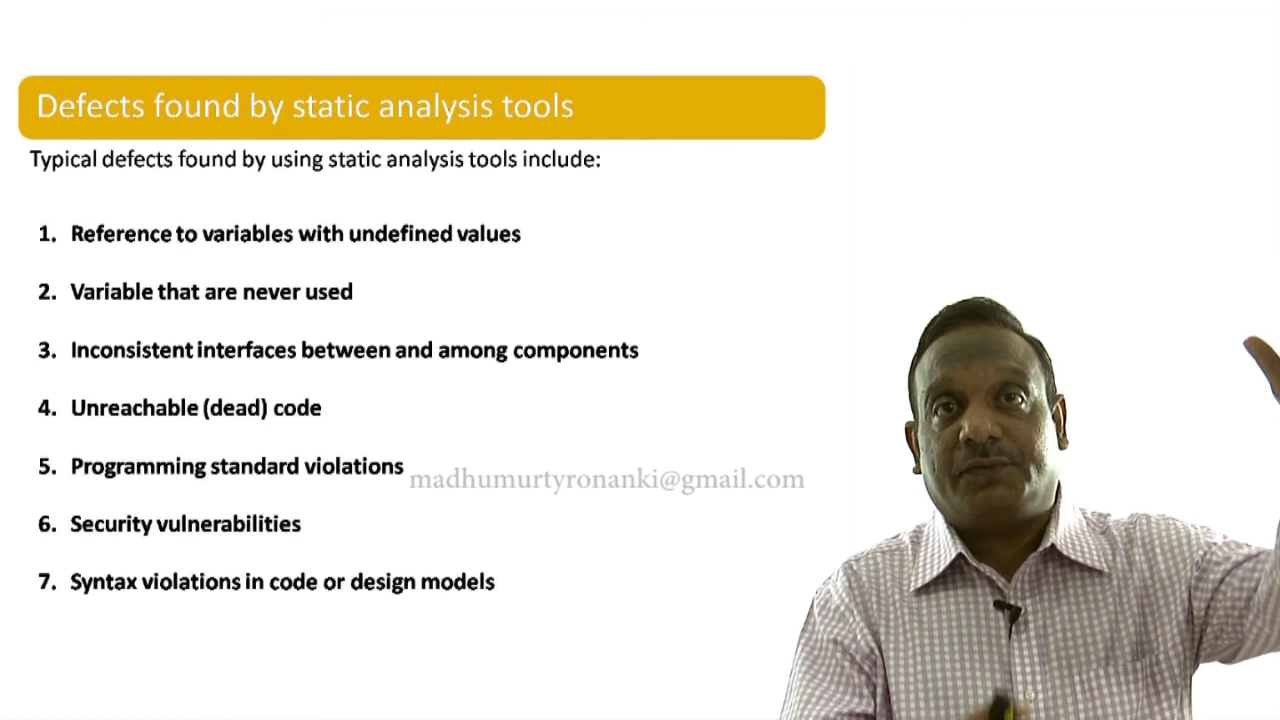 Defects found by static analysis tools
Typical defects found by using static analysis tools include:
1. Reference to variables with undefined values
2. Variable that are never used
3. Inconsistent interfaces between and among components
4. Unreachable (dead) code
5. Programming standard violations
madhumurtyronanki@gmail.com
6. Security vulnerabilities
7. Syntax violations in code or design models